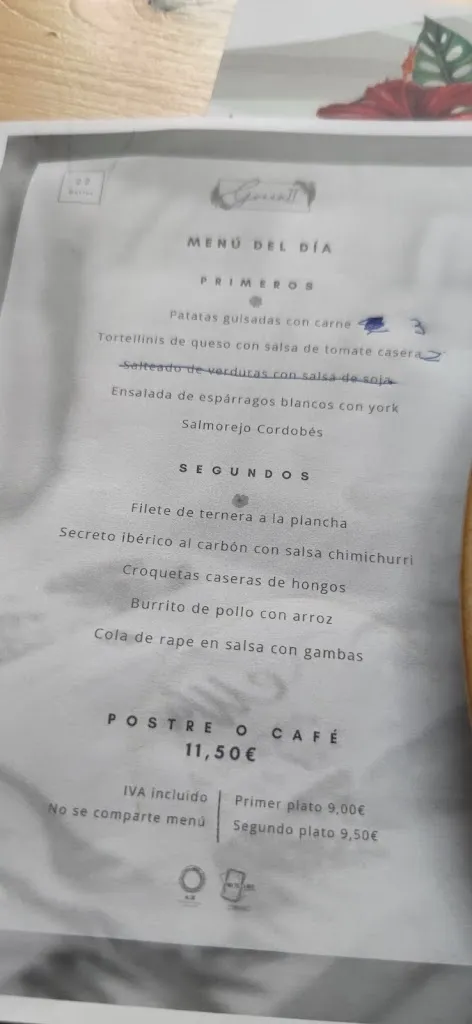 MENÚ DEL DÍA
PRIMEROS
Patatas guisadas con carne 3
Tortellinis de queso con salsa de tomate casera 2
Salteado de verduras con salsa de soja
Ensalada de espárragos blancos con york
Salmorejo Cordobés
SEGUNDOS
Filete de ternera a la plancha
Secreto ibérico al carbón con salsa chimichurri
Croquetas caseras de hongos
Burrito de pollo con arroz
Cola de rape en salsa con gambas
POSTRE O CAFÉ
11,50€
IVA incluido
No se comparte menú
Primer plato 9,00€
Segundo plato 9,50€